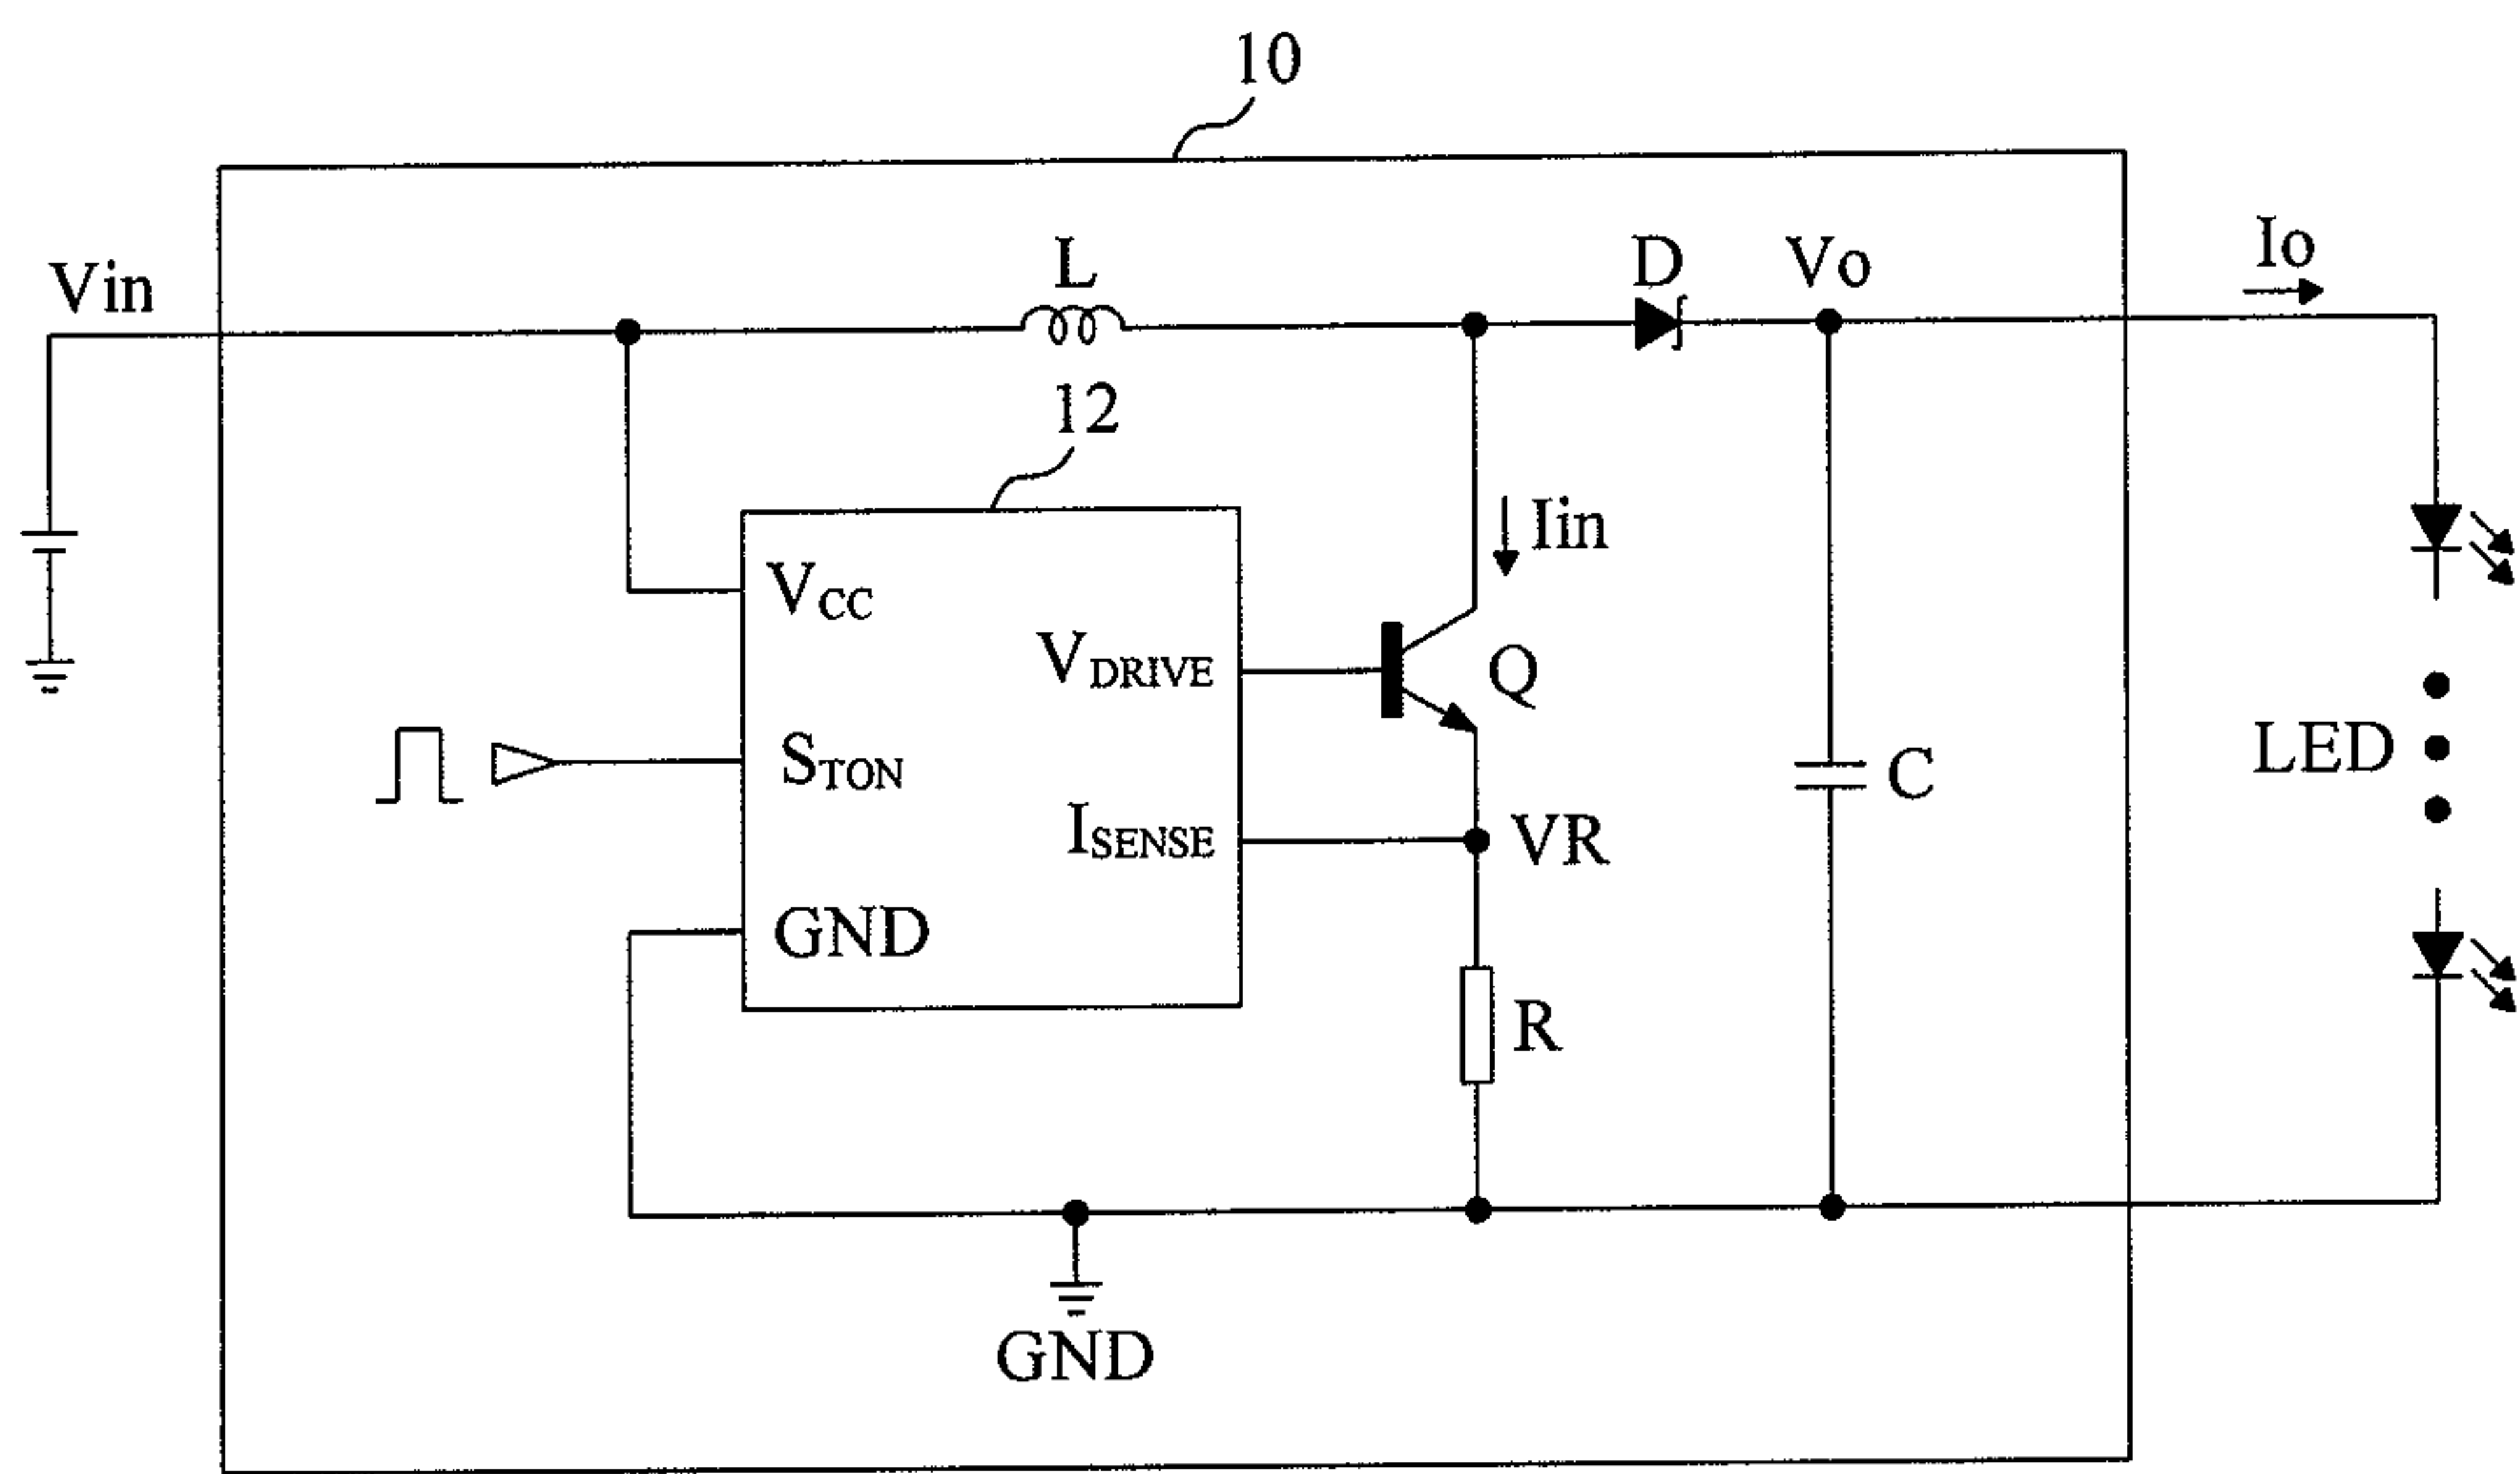 10
Vin
L
D
Vo
Io
12
Iin
VCC
VDRIVE
Q
STON
LED
C
ISENSE
VR
GND
R
GND